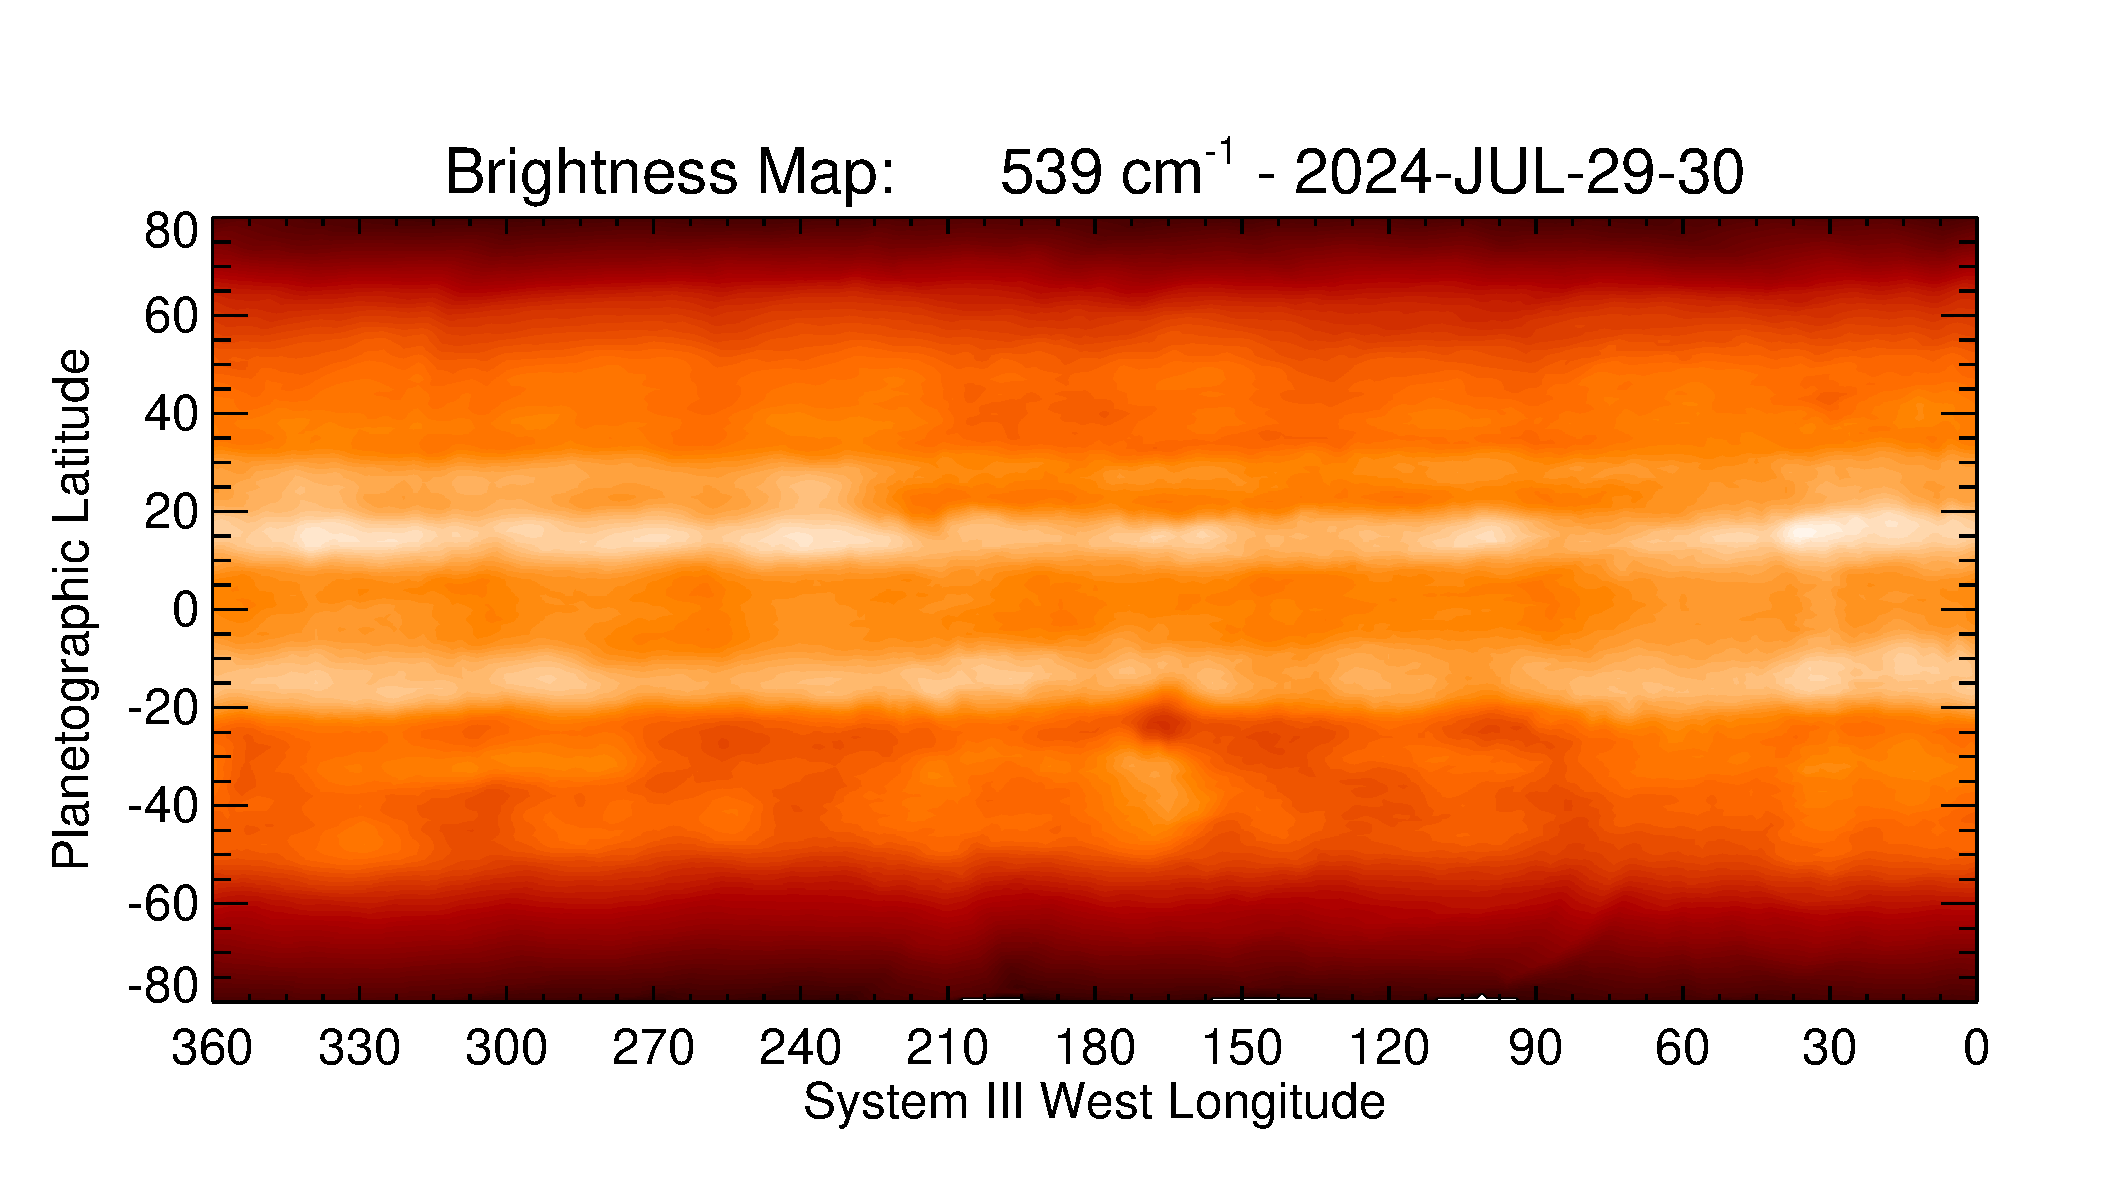 Brightness Map: 539 cm⁻¹ - 2024-JUL-29-30
Planetographic Latitude
80
60
40
20
0
-20
-40
-60
-80
360 330 300 270 240 210 180 150 120 90 60 30 0
System III West Longitude